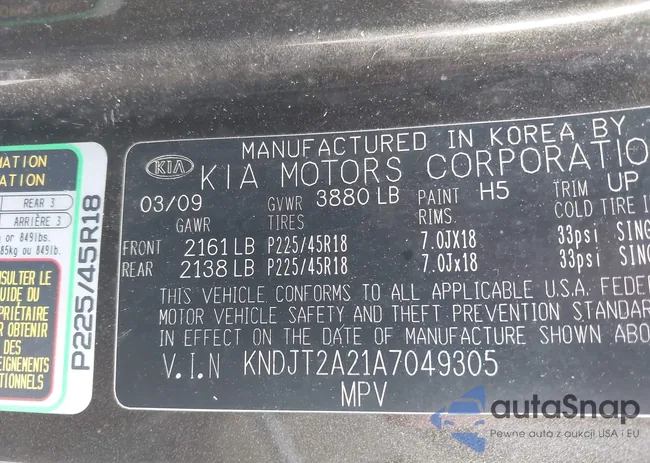 MATION
ATION
REAR 3
ARRIÈRE 3
or 849lbs.
85kg ou 849lb.
NSULTER LE
UIDE DU
PRIÉTAIRE
OBTENIR
DES
EIGNEMENTS
TIONNELS
P225/45R18
MANUFACTURED IN KOREA BY
KIA KIA MOTORS CORPORATIO
03/09 GVWR 3880 LB PAINT H5 TRIM UP
GAWR TIRES RIMS. COLD TIRE I
FRONT 2161 LB P225/45R18 7.0JX18 33psi SING
REAR 2138 LB P225/45R18 7.0Jx18 33psi SING
THIS VEHICLE CONFORMS TO ALL APPLICABLE U.S.A. FEDER
MOTOR VEHICLE SAFETY AND THEFT PREVENTION STANDAR
IN EFFECT ON THE DATE OF MANUFACTURE SHOWN ABO
V.I.N KNDJT2A21A7049305
MPV
autaSnap
Pewne auta z aukcji USA i EU